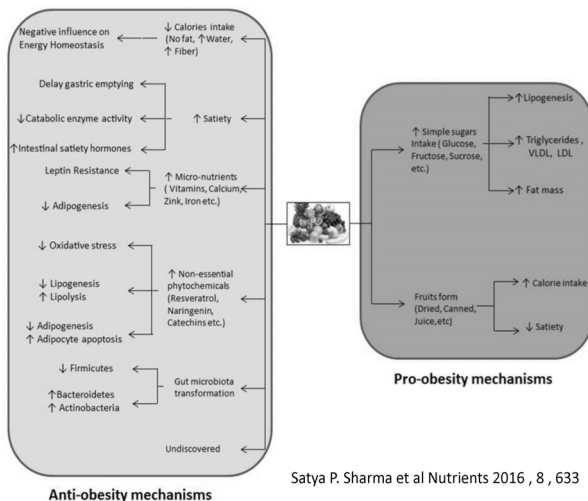 Negative influence on
Energy Homeostasis
↓ Calories intake
(No fat, ↑Water,
↑ Fiber)
Delay gastric emptying
↓Catabolic enzyme activity
↑ Intestinal satiety hormones
↑ Satiety
Leptin Resistance
↓ Adipogenesis
↑ Micro-nutrients
( Vitamins, Calcium,
Zink, Iron etc.)
↓ Oxidative stress
↓ Lipogenesis
↑ Lipolysis
↓ Adipogenesis
↑ Adipocyte apoptosis
↑ Non-essential
phytochemicals
(Resveratrol,
Naringenin,
Catechins etc.)
↓ Firmicutes
↑Bacteroidetes
↑ Actinobacteria
Gut microbiota
transformation
Undiscovered
Anti-obesity mechanisms
↑ Simple sugars
Intake ( Glucose,
Fructose, Sucrose,
etc.)
↑Lipogenesis
↑ Triglycerides ,
VLDL, LDL
↑ Fat mass
Fruits form
(Dried, Canned,
Juice,etc)
↑ Calorie intake
↓ Satiety
Pro-obesity mechanisms
Satya P. Sharma et al Nutrients 2016 , 8 , 633